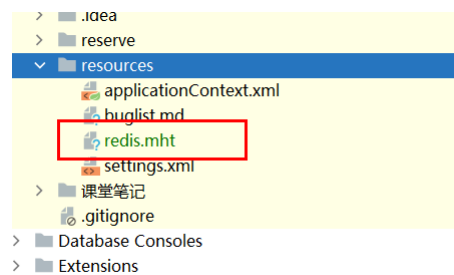 .idea
reserve
resources
applicationContext.xml
buglist.md
redis.mht
settings.xml
课堂笔记
.gitignore
Database Consoles
Extensions